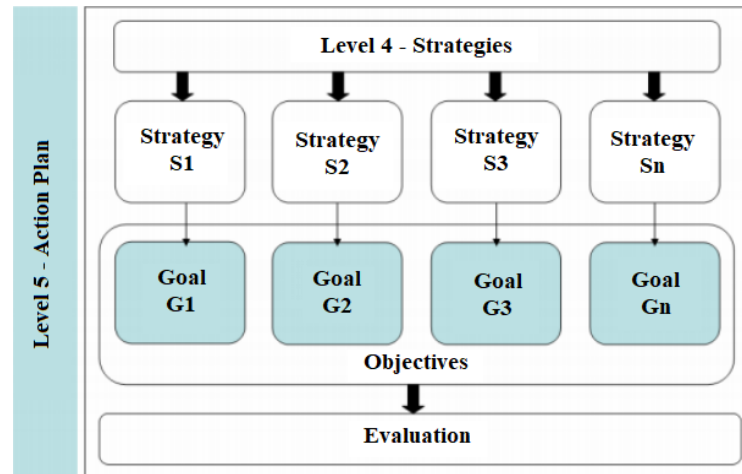 Level 5 - Action Plan
Level 4 - Strategies
Strategy
S1
Strategy
S2
Strategy
S3
Strategy
Sn
Goal
G1
Goal
G2
Goal
G3
Goal
Gn
Objectives
Evaluation